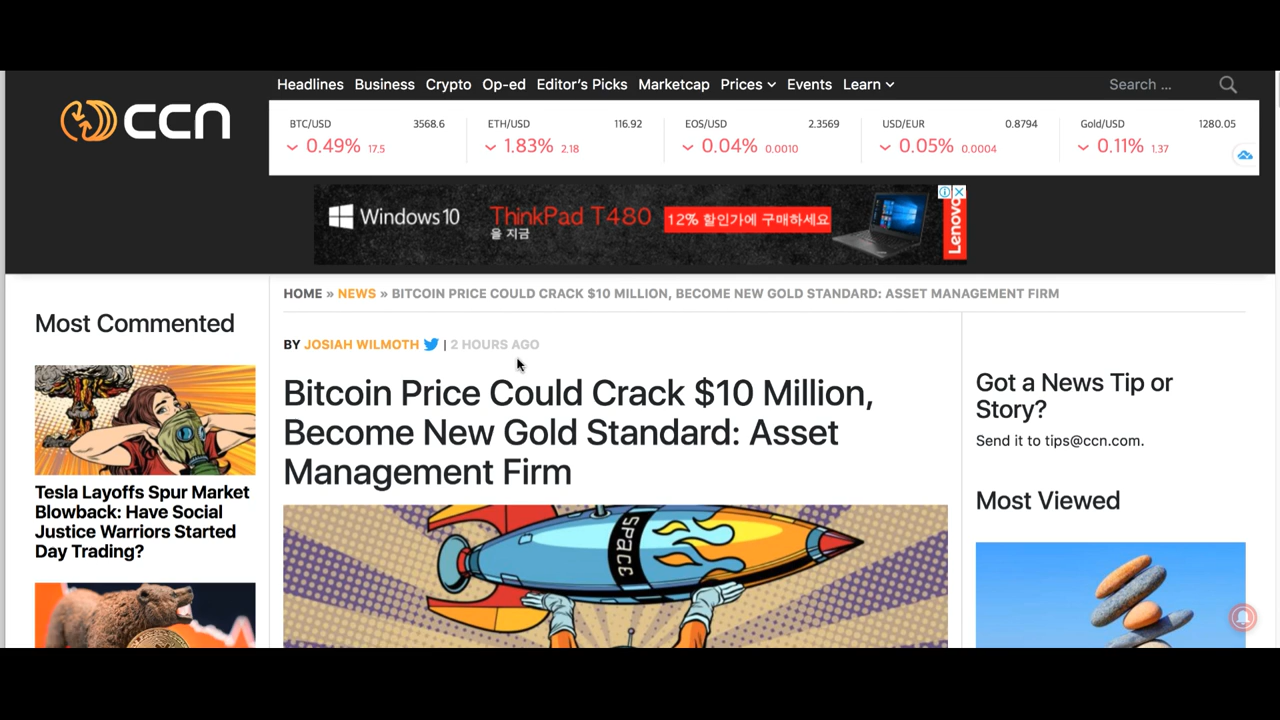 Headlines Business Crypto Op-ed Editor's Picks Marketcap Prices Events Learn Search ...
CCN
BTC/USD 3568.6 ETH/USD 116.92 EOS/USD 2.3569 USD/EUR 0.8794 Gold/USD 1280.05
0.49% 17.5 1.83% 2.18 0.04% 0.0010 0.05% 0.0004 0.11% 1.37
Windows 10 ThinkPad T480 12% 할인가에 구매하세요
을 지금
Lenovo
HOME » NEWS » BITCOIN PRICE COULD CRACK $10 MILLION, BECOME NEW GOLD STANDARD: ASSET MANAGEMENT FIRM
Most Commented
Tesla Layoffs Spur Market
Blowback: Have Social
Justice Warriors Started
Day Trading?
BY JOSIAH WILMOTH | 2 HOURS AGO
Bitcoin Price Could Crack $10 Million,
Become New Gold Standard: Asset
Management Firm
SPACE
Got a News Tip or
Story?
Send it to tips@ccn.com.
Most Viewed